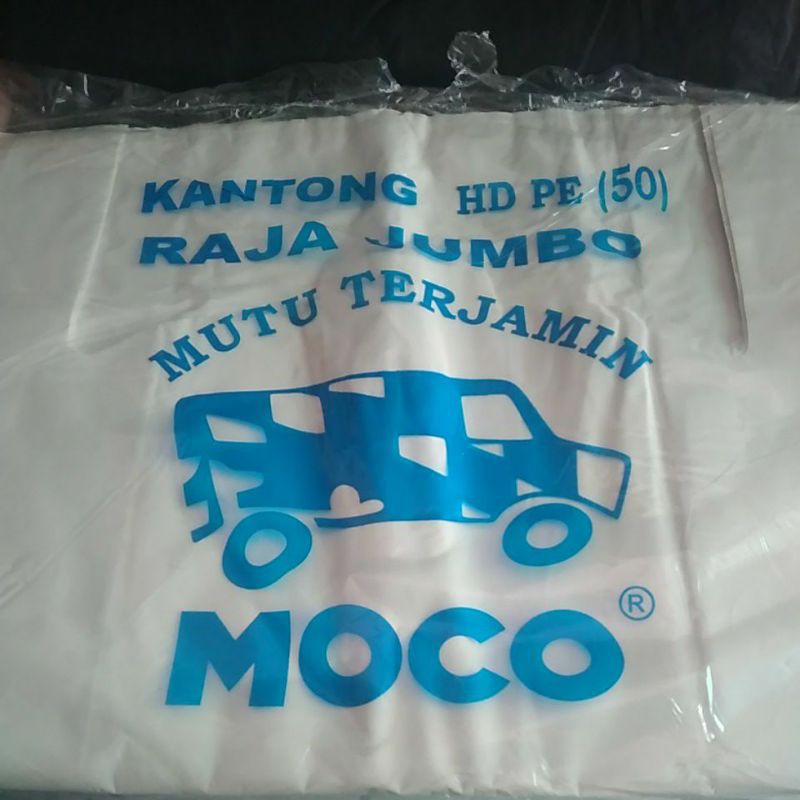 KANTONG HD PE (50)
RAJA JUMBO
MUTU TERJAMIN
MOCO ®